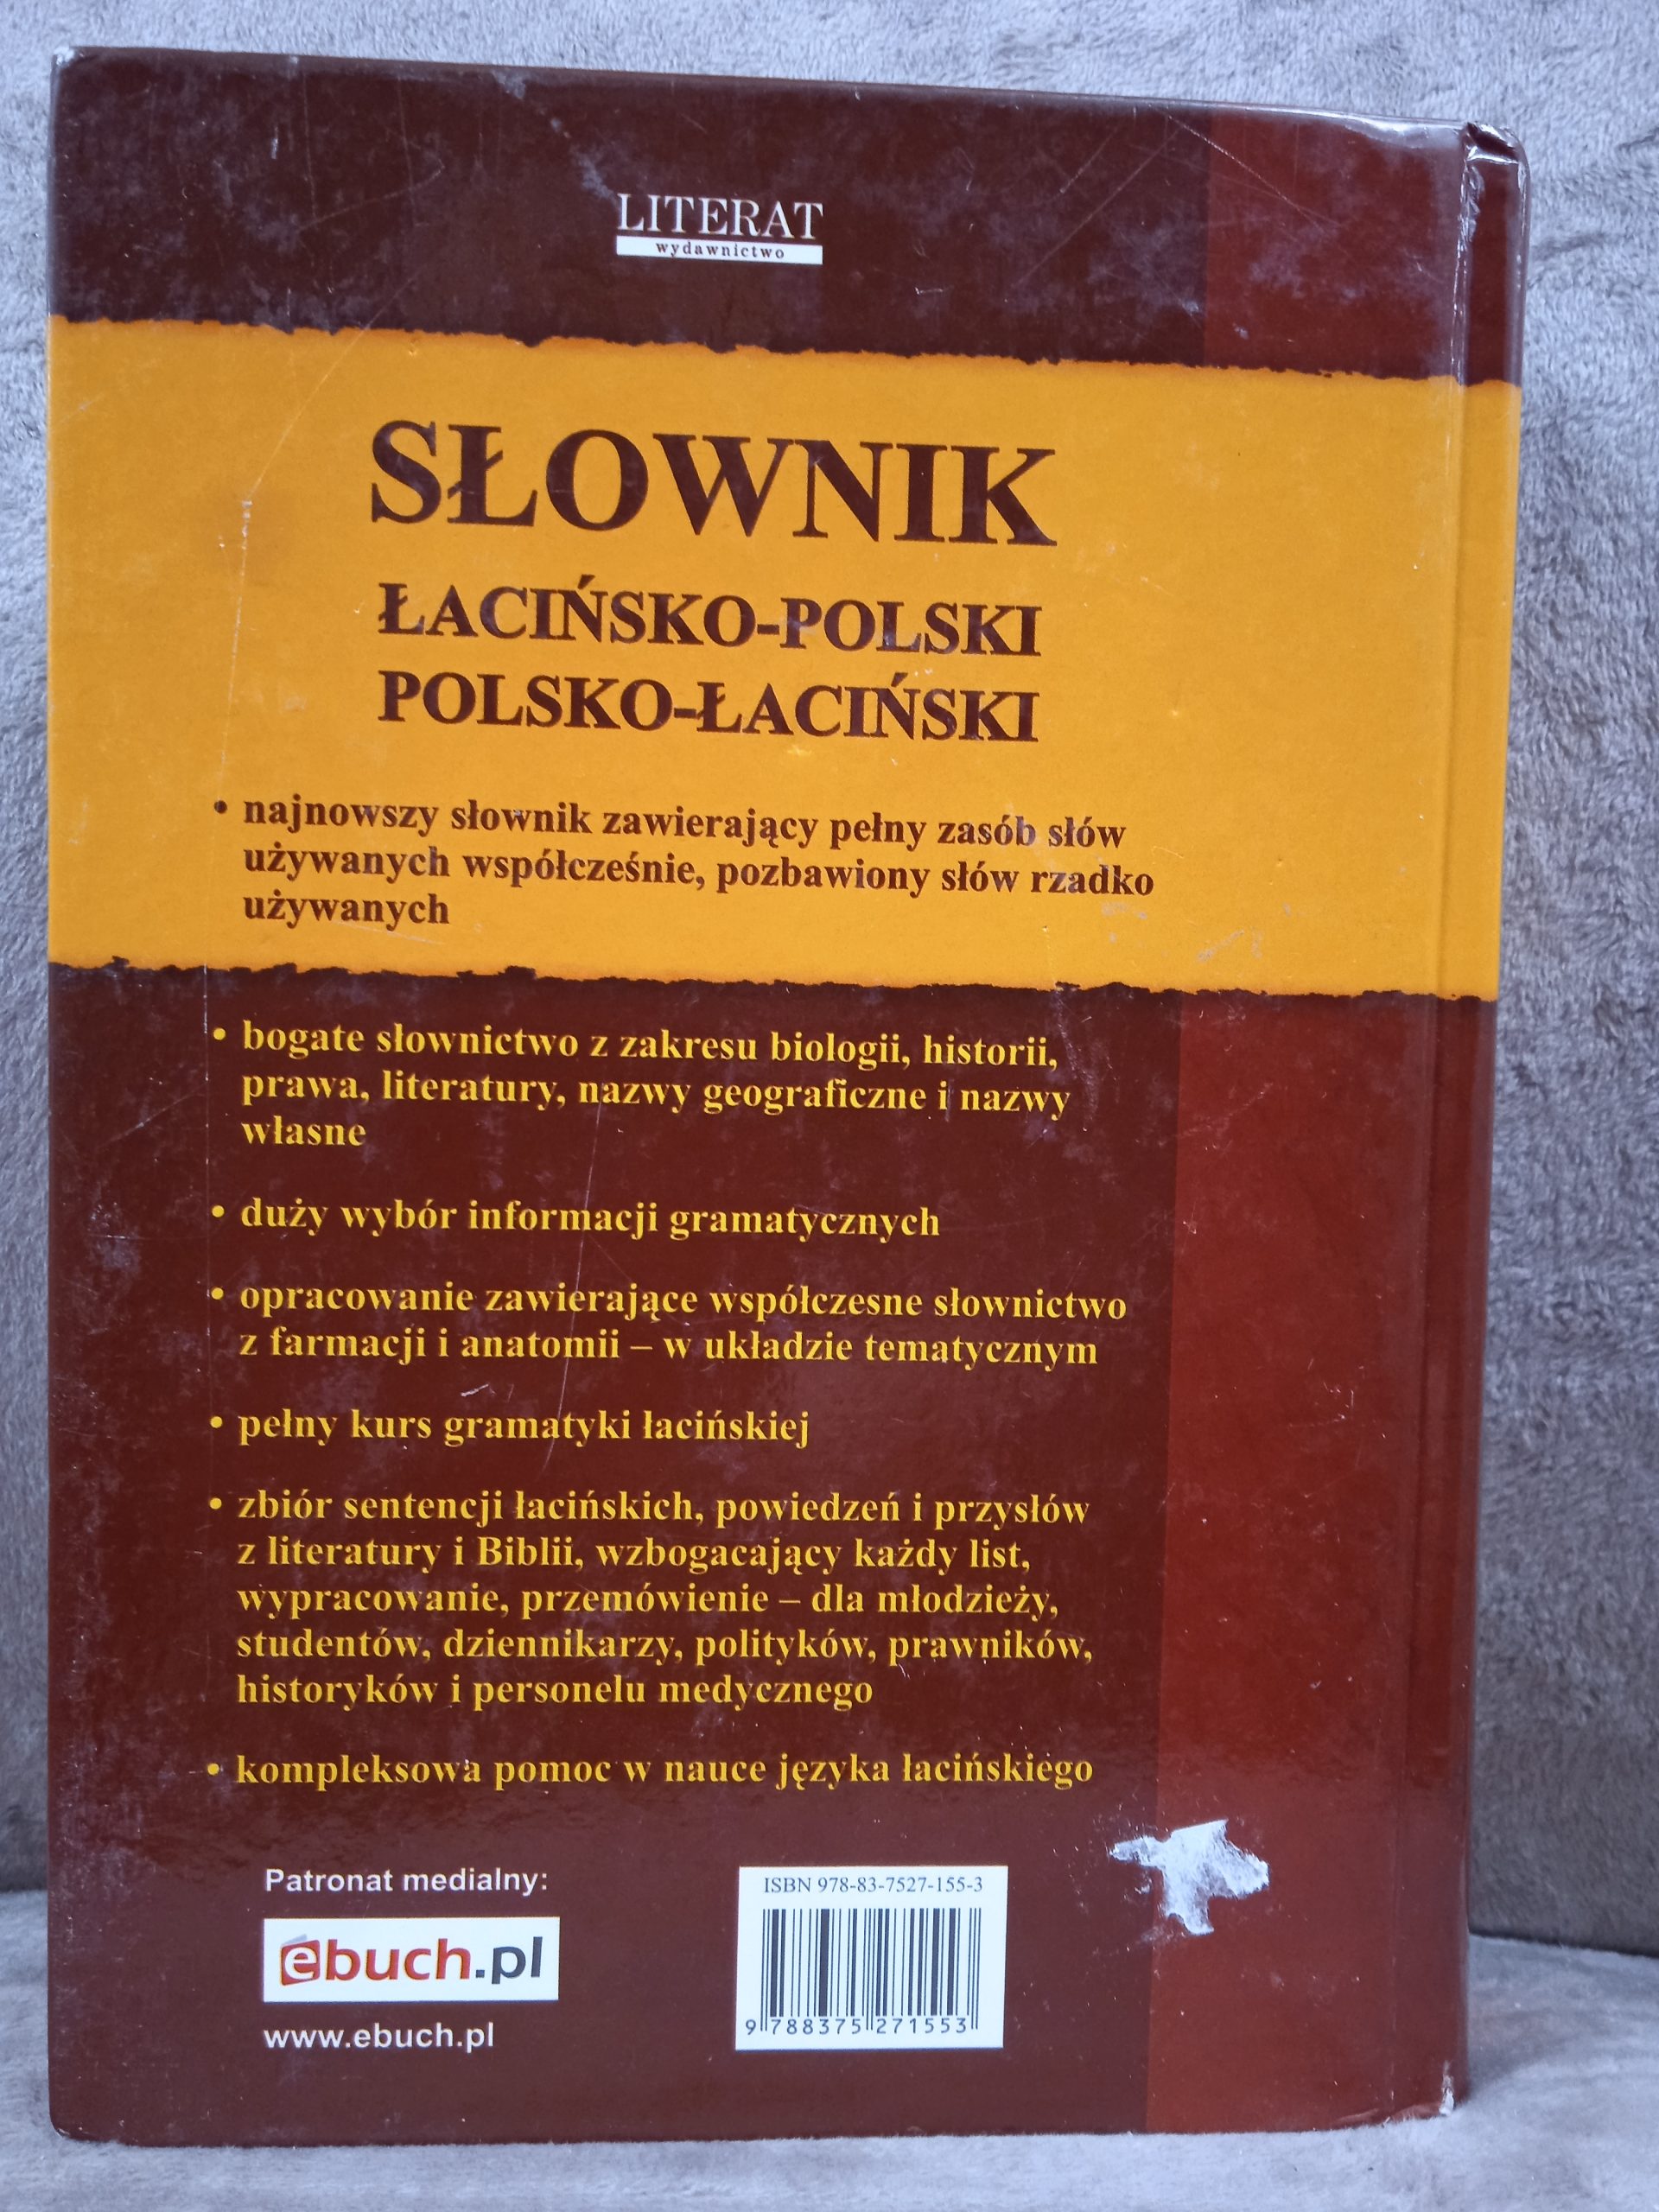 LITERAT
wydawnictwo
SŁOWNIK
ŁACIŃSKO-POLSKI
POLSKO-ŁACIŃSKI
• najnowszy słownik zawierający pełny zasób słów
używanych współcześnie, pozbawiony słów rzadko
używanych
• bogate słownictwo z zakresu biologii, historii,
prawa, literatury, nazwy geograficzne i nazwy
własne
• duży wybór informacji gramatycznych
• opracowanie zawierające współczesne słownictwo
z farmacji i anatomii – w układzie tematycznym
• pełny kurs gramatyki łacińskiej
• zbiór sentencji łacińskich, powiedzeń i przysłów
z literatury i Biblii, wzbogacający każdy list,
wypracowanie, przemówienie – dla młodzieży,
studentów, dziennikarzy, polityków, prawników,
historyków i personelu medycznego
• kompleksowa pomoc w nauce języka łacińskiego
Patronat medialny:
ebuch.pl
www.ebuch.pl
ISBN 978-83-7527-155-3
9 788375 271553